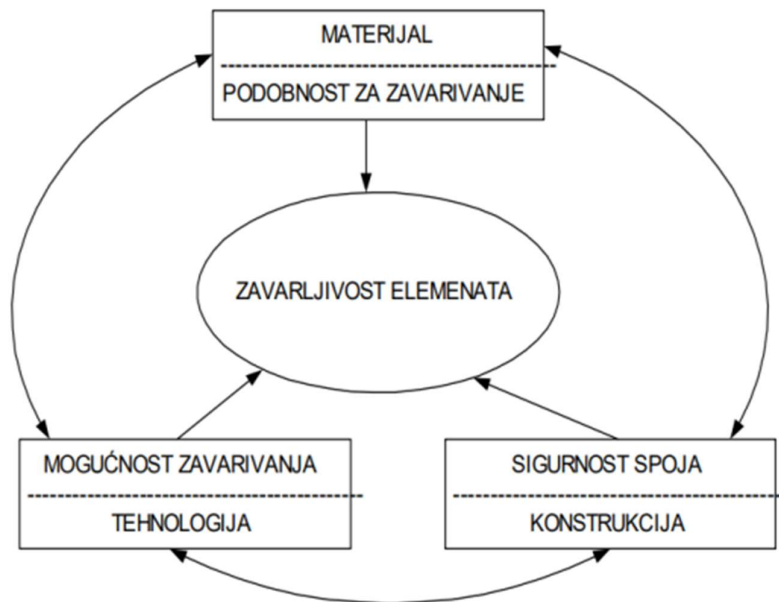 MATERIJAL
PODOBNOST ZA ZAVARIVANJE
ZAVARLJIVOST ELEMENATA
MOGUĆNOST ZAVARIVANJA
TEHNOLOGIJA
SIGURNOST SPOJA
KONSTRUKCIJA